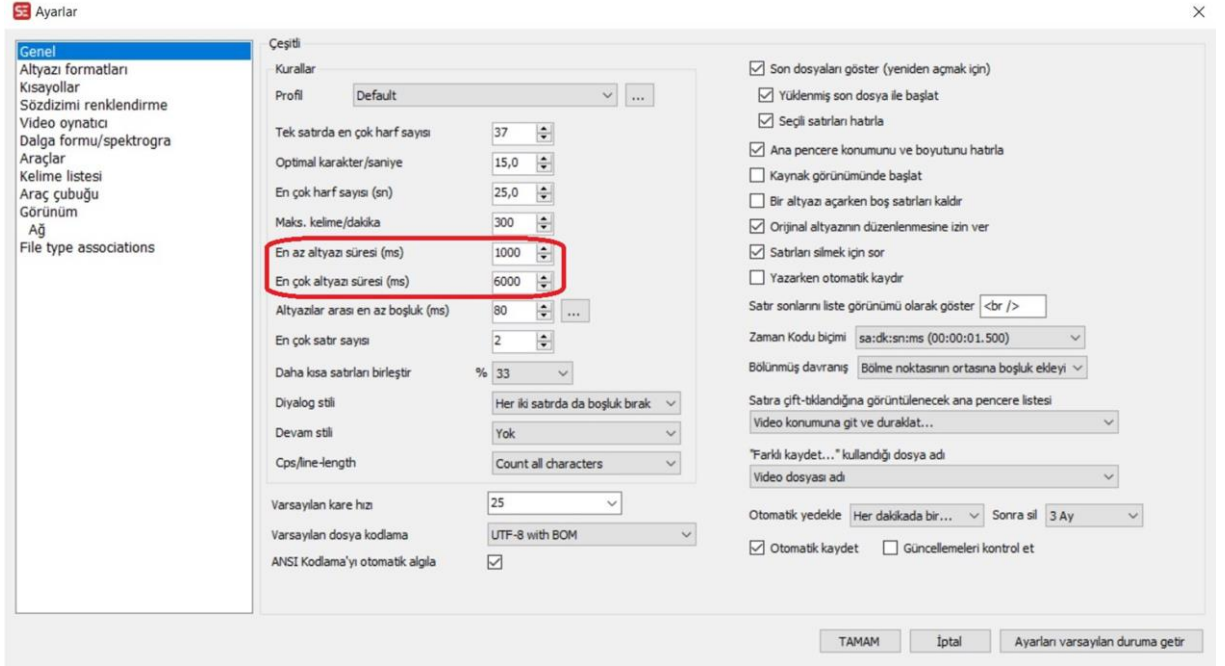 SE Ayarlar
Genel
Altyazı formatları
Kısayollar
Sözdizimi renklendirme
Video oynatıcı
Dalga formu/spektrogra
Araçlar
Kelime listesi
Araç çubuğu
Görünüm
Ağ
File type associations
Çeşitli
Kurallar
Profil Default ...
Tek satırda en çok harf sayısı 37
Optimal karakter/saniye 15,0
En çok harf sayısı (sn) 25,0
Maks. kelime/dakika 300
En az altyazı süresi (ms) 1000
En çok altyazı süresi (ms) 6000
Altyazılar arası en az boşluk (ms) 80 ...
En çok satır sayısı 2
Daha kısa satırları birleştir % 33
Diyalog stili Her iki satırda da boşluk bırak
Devam stili Yok
Cps/line-length Count all characters
Varsayılan kare hızı 25
Varsayılan dosya kodlama UTF-8 with BOM
ANSI Kodlama'yı otomatik algıla
Son dosyaları göster (yeniden açmak için)
Yüklenmiş son dosya ile başlat
Seçili satırları hatırla
Ana pencere konumunu ve boyutunu hatırla
Kaynak görünümünde başlat
Bir altyazı açarken boş satırları kaldır
Orijinal altyazının düzenlenmesine izin ver
Satırları silmek için sor
Yazarken otomatik kaydır
Satır sonlarını liste görünümü olarak göster <br />
Zaman Kodu biçimi sa:dk:sn:ms (00:00:01.500)
Bölünmüş davranış Bölme noktasının ortasına boşluk ekleyi
Satıra çift-tıklandığına görüntülenecek ana pencere listesi
Video konumuna git ve duraklat...
"Farklı kaydet..." kullandığı dosya adı
Video dosyası adı
Otomatik yedekle Her dakikada bir... Sonra sil 3 Ay
Otomatik kaydet Güncellemeleri kontrol et
TAMAM İptal Ayarları varsayılan duruma getir